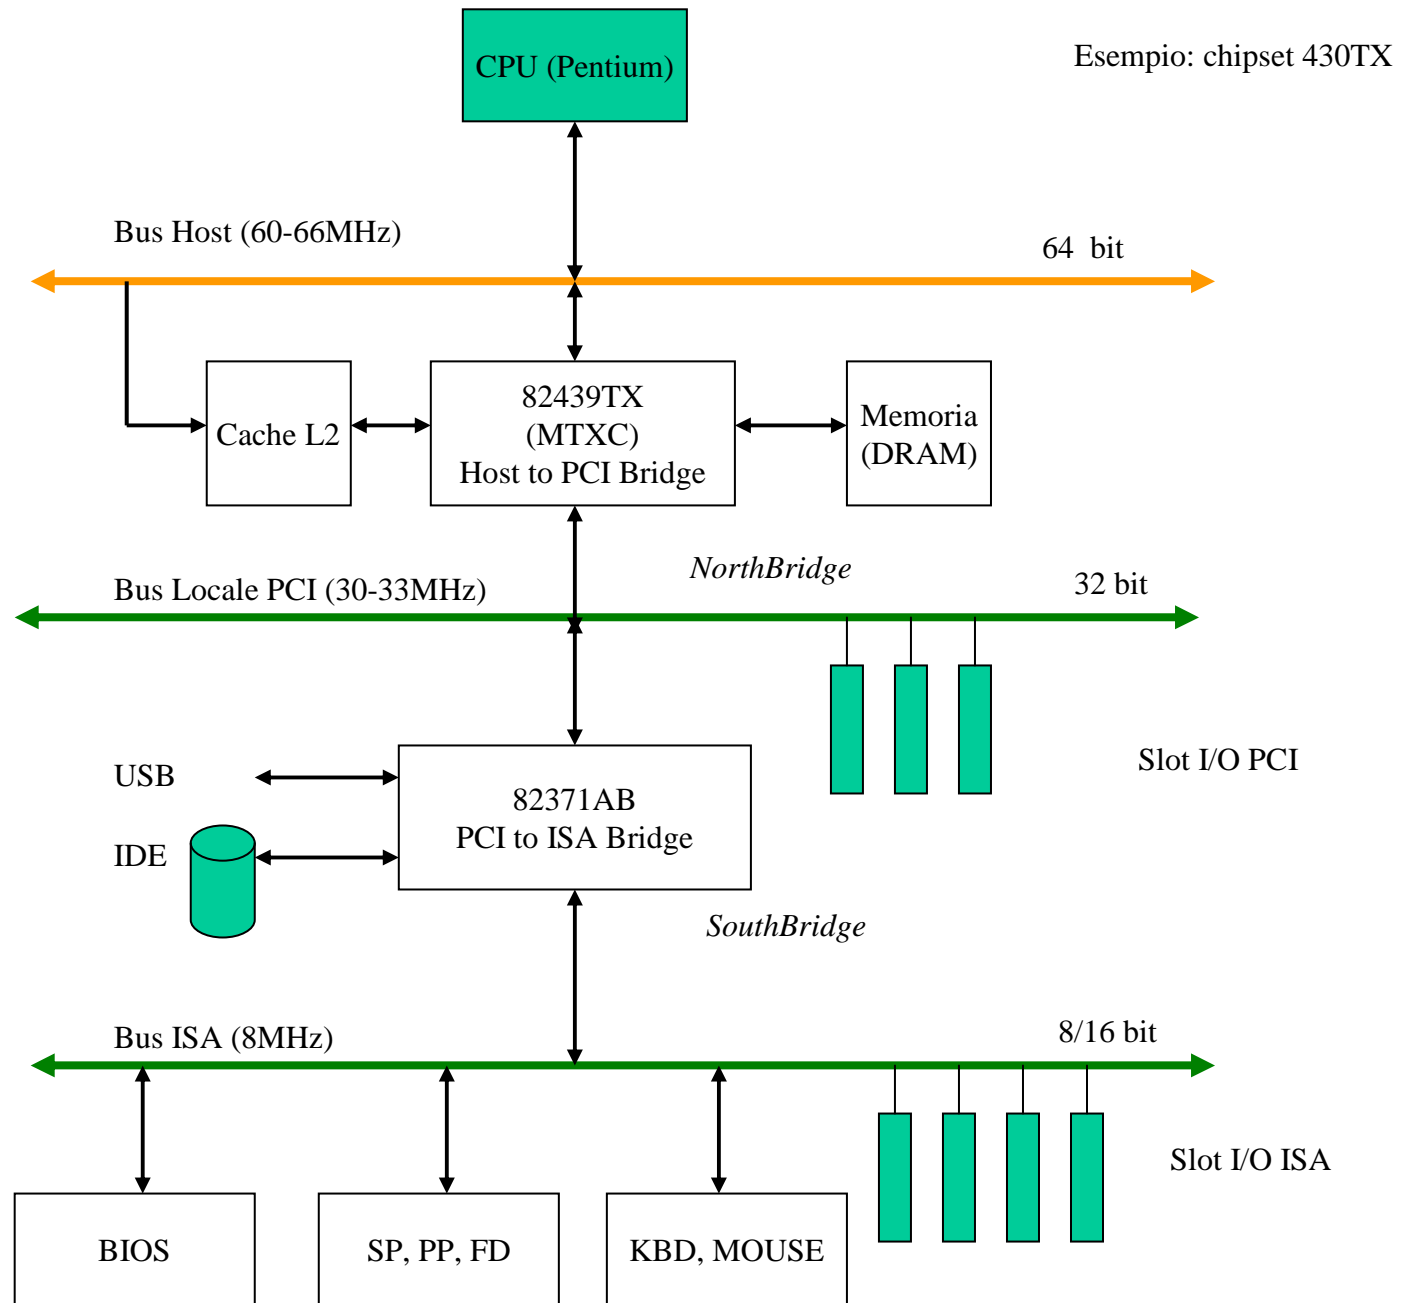 CPU (Pentium)
Esempio: chipset 430TX
Bus Host (60-66MHz)
64 bit
Cache L2
82439TX
(MTXC)
Host to PCI Bridge
Memoria
(DRAM)
NorthBridge
Bus Locale PCI (30-33MHz)
32 bit
USB
82371AB
PCI to ISA Bridge
Slot I/O PCI
IDE
SouthBridge
Bus ISA (8MHz)
8/16 bit
Slot I/O ISA
BIOS
SP, PP, FD
KBD, MOUSE